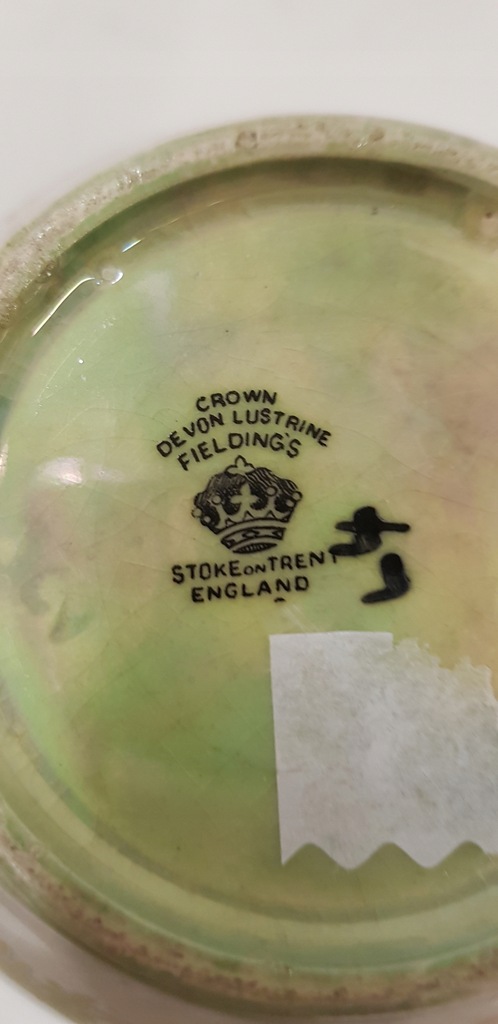 CROWN
DEVON LUSTRINE
FIELDING'S
STOKE ON TRENT
ENGLAND